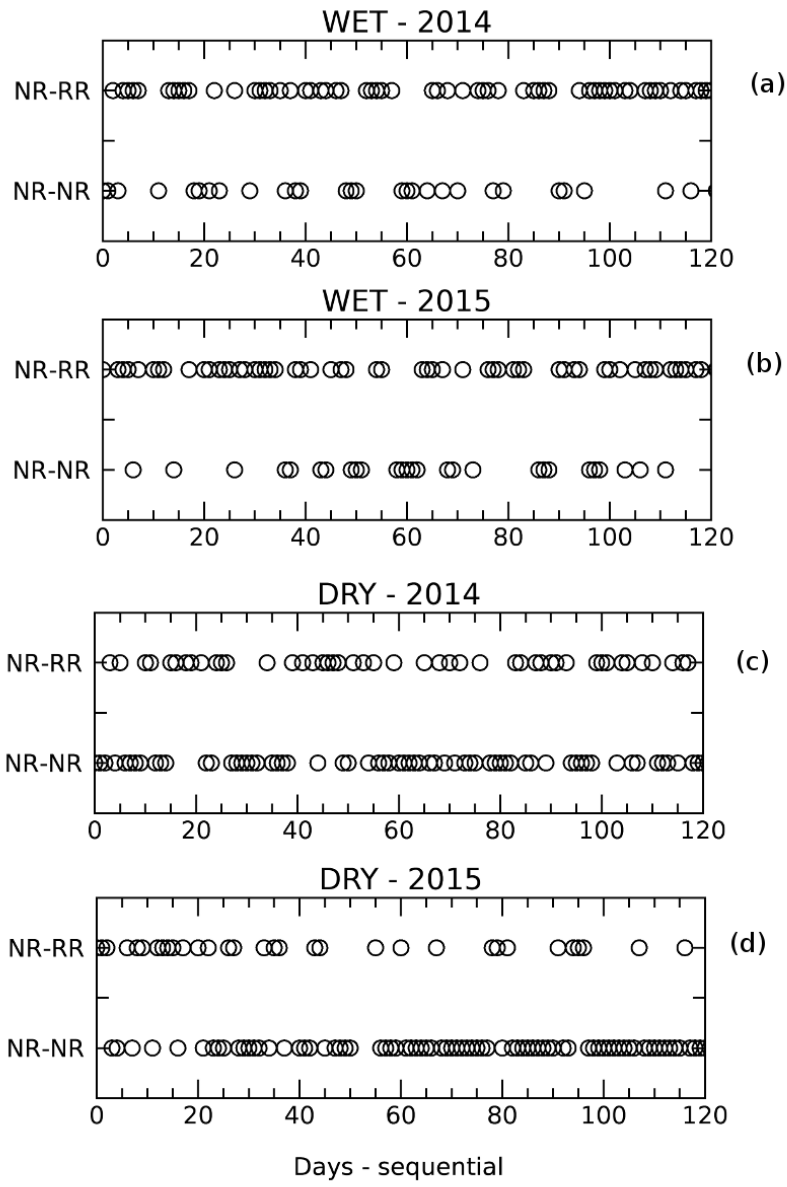 WET - 2014
NR-RR
(a)
NR-NR
0 20 40 60 80 100 120
WET - 2015
NR-RR
(b)
NR-NR
0 20 40 60 80 100 120
DRY - 2014
NR-RR
(c)
NR-NR
0 20 40 60 80 100 120
DRY - 2015
NR-RR
(d)
NR-NR
0 20 40 60 80 100 120
Days - sequential